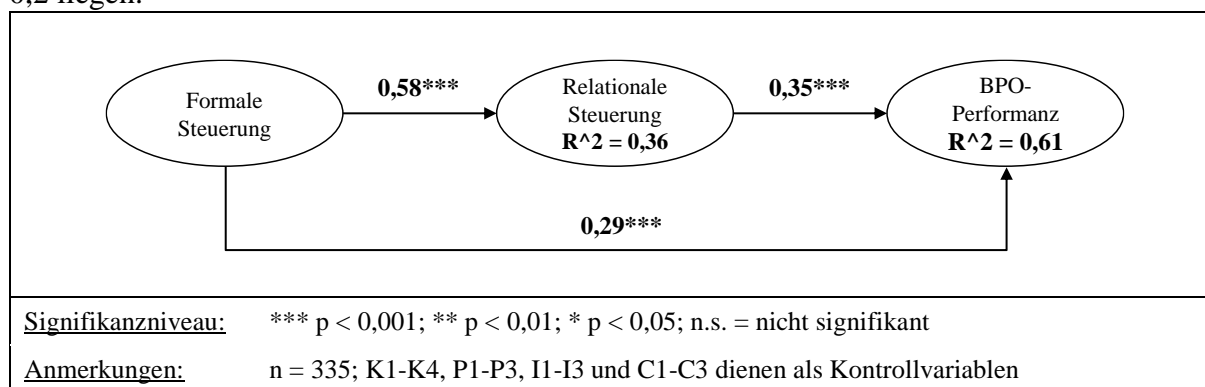 0,2 liegen.
Formale
Steuerung
0,58***
Relationale
Steuerung
R^2 = 0,36
0,35***
BPO-
Performanz
R^2 = 0,61
0,29***
Signifikanzniveau: *** p < 0,001; ** p < 0,01; * p < 0,05; n.s. = nicht signifikant
Anmerkungen: n = 335; K1-K4, P1-P3, I1-I3 und C1-C3 dienen als Kontrollvariablen